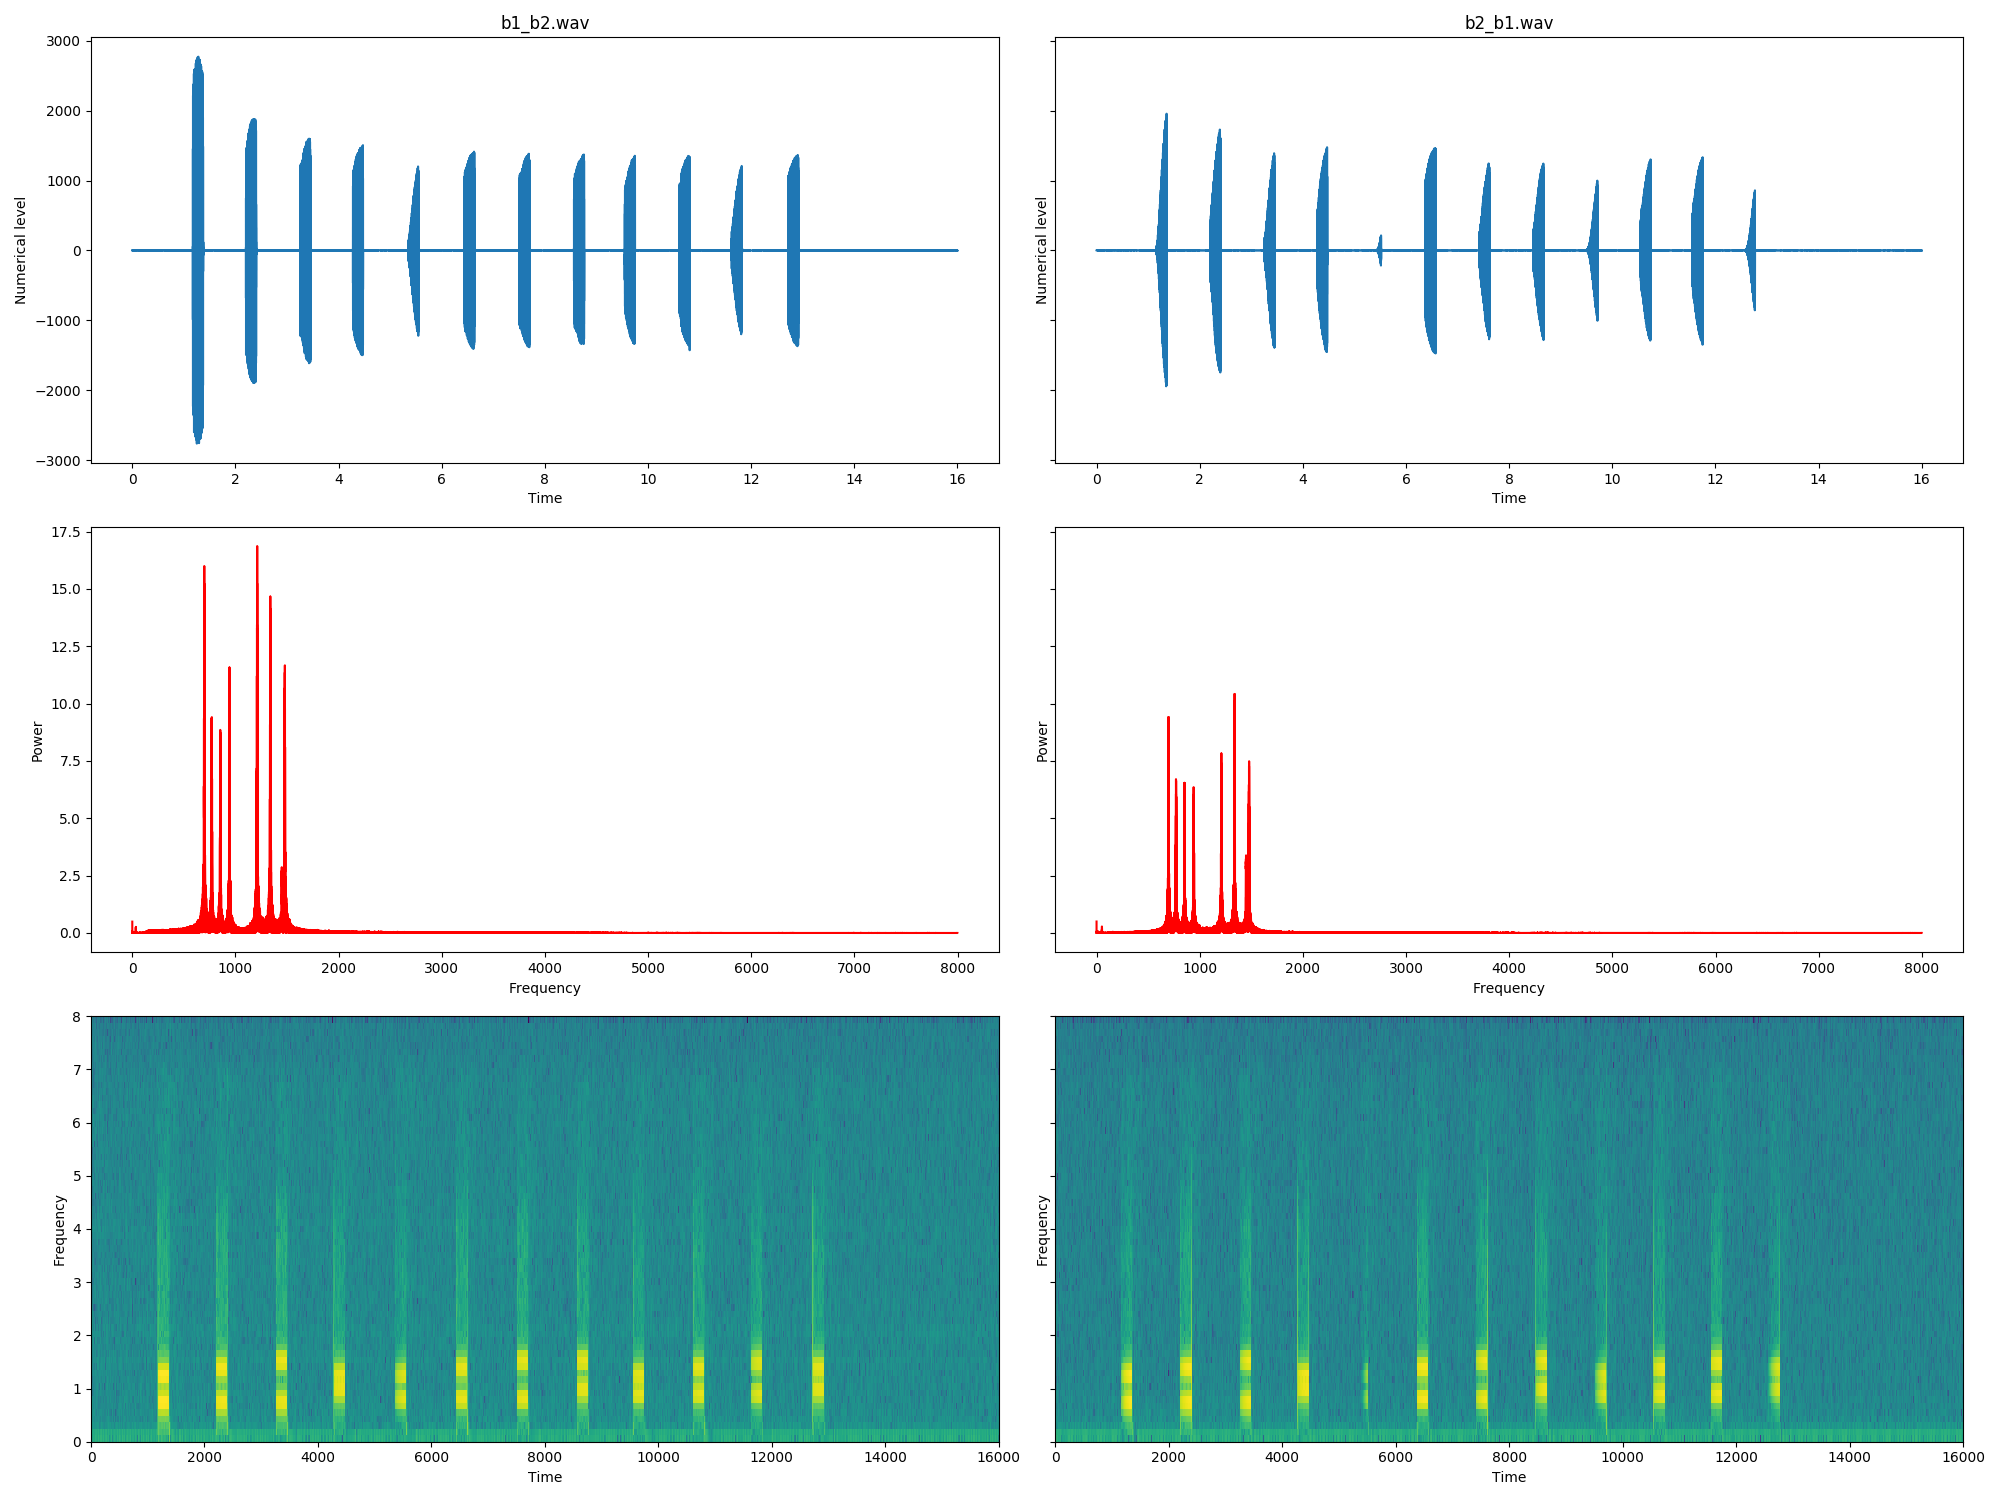 b1_b2.wav
b2_b1.wav
3000
2000
1000
0
−1000
−2000
−3000
Numerical level
Numerical level
0 2 4 6 8 10 12 14 16
0 2 4 6 8 10 12 14 16
Time
Time
17.5
15.0
12.5
10.0
7.5
5.0
2.5
0.0
Power
Power
0 1000 2000 3000 4000 5000 6000 7000 8000
0 1000 2000 3000 4000 5000 6000 7000 8000
Frequency
Frequency
8
7
6
5
4
3
2
1
0
Frequency
Frequency
0 2000 4000 6000 8000 10000 12000 14000 16000
0 2000 4000 6000 8000 10000 12000 14000 16000
Time
Time